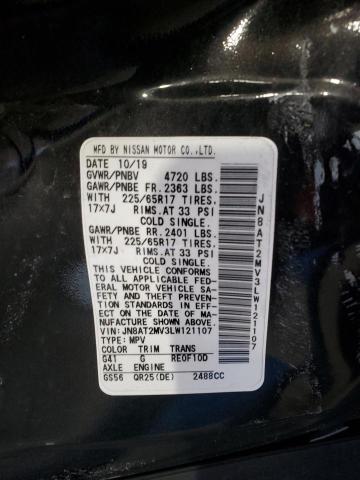 MFD BY NISSAN MOTOR CO.,LTD.
DATE 10/19
GVWR/PNBV 4720 LBS.
GAWR/PNBE FR. 2363 LBS.
WITH 225/65R17 TIRES,
17×7J RIMS.AT 33 PSI
COLD SINGLE
GAWR/PNBE RR. 2401 LBS.
WITH 225/65R17 TIRES,
17×7J RIMS.AT 33 PSI
COLD SINGLE
THIS VEHICLE CONFORMS
TO ALL APPLICABLE FED-
ERAL MOTOR VEHICLE SA-
FETY AND THEFT PREVEN-
TION STANDARDS IN EFF-
ECT ON THE DATE OF MA-
NUFACTURE SHOWN ABOVE.
VIN: JN8AT2MV3LW121107
TYPE: MPV
COLOR TRIM TRANS
G41 G RE0F10D
AXLE ENGINE
GS56 QR25(DE) 2488CC
JN8AT2MV3LW121107